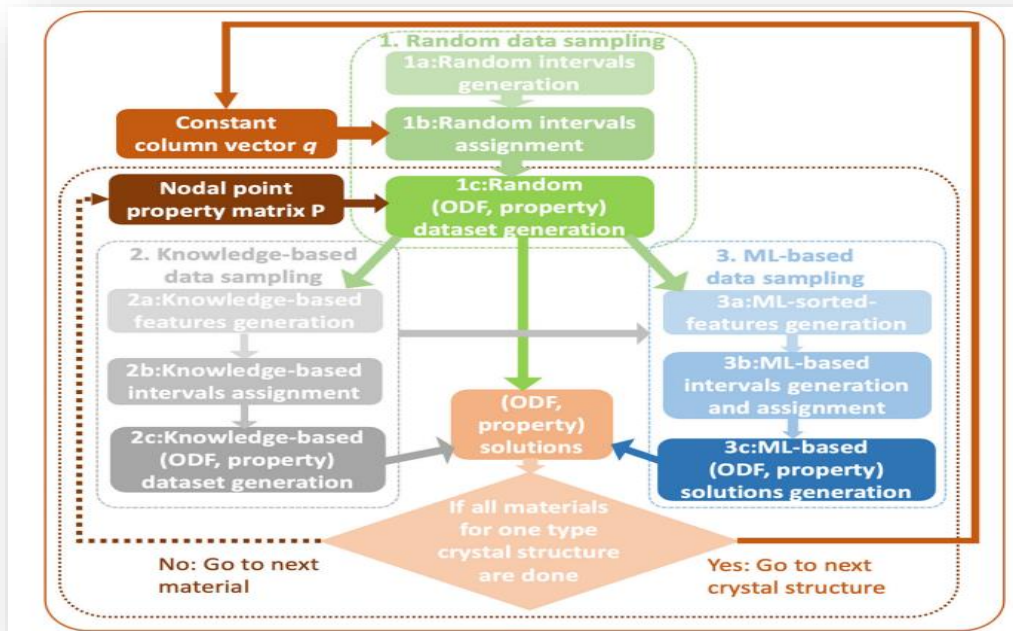 1. Random data sampling
1a:Random intervals
generation
Constant
column vector q
1b:Random intervals
assignment
Nodal point
property matrix P
1c:Random
(ODF, property)
dataset generation
2. Knowledge-based
data sampling
2a:Knowledge-based
features generation
2b:Knowledge-based
intervals assignment
2c:Knowledge-based
(ODF, property)
dataset generation
3. ML-based
data sampling
3a:ML-sorted-
features generation
3b:ML-based
intervals generation
and assignment
3c:ML-based
(ODF, property)
solutions generation
(ODF,
property)
solutions
If all materials
for one type
crystal structure
are done
No: Go to next
material
Yes: Go to next
crystal structure